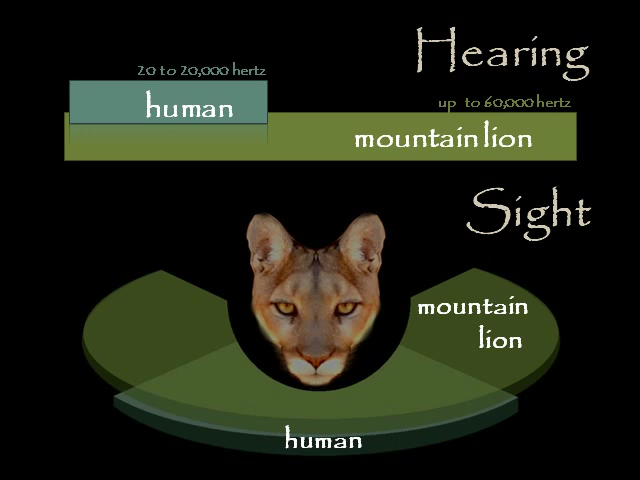 Hearing
20 to 20,000 hertz
human
up to 60,000 hertz
mountain lion
Sight
mountain
lion
human